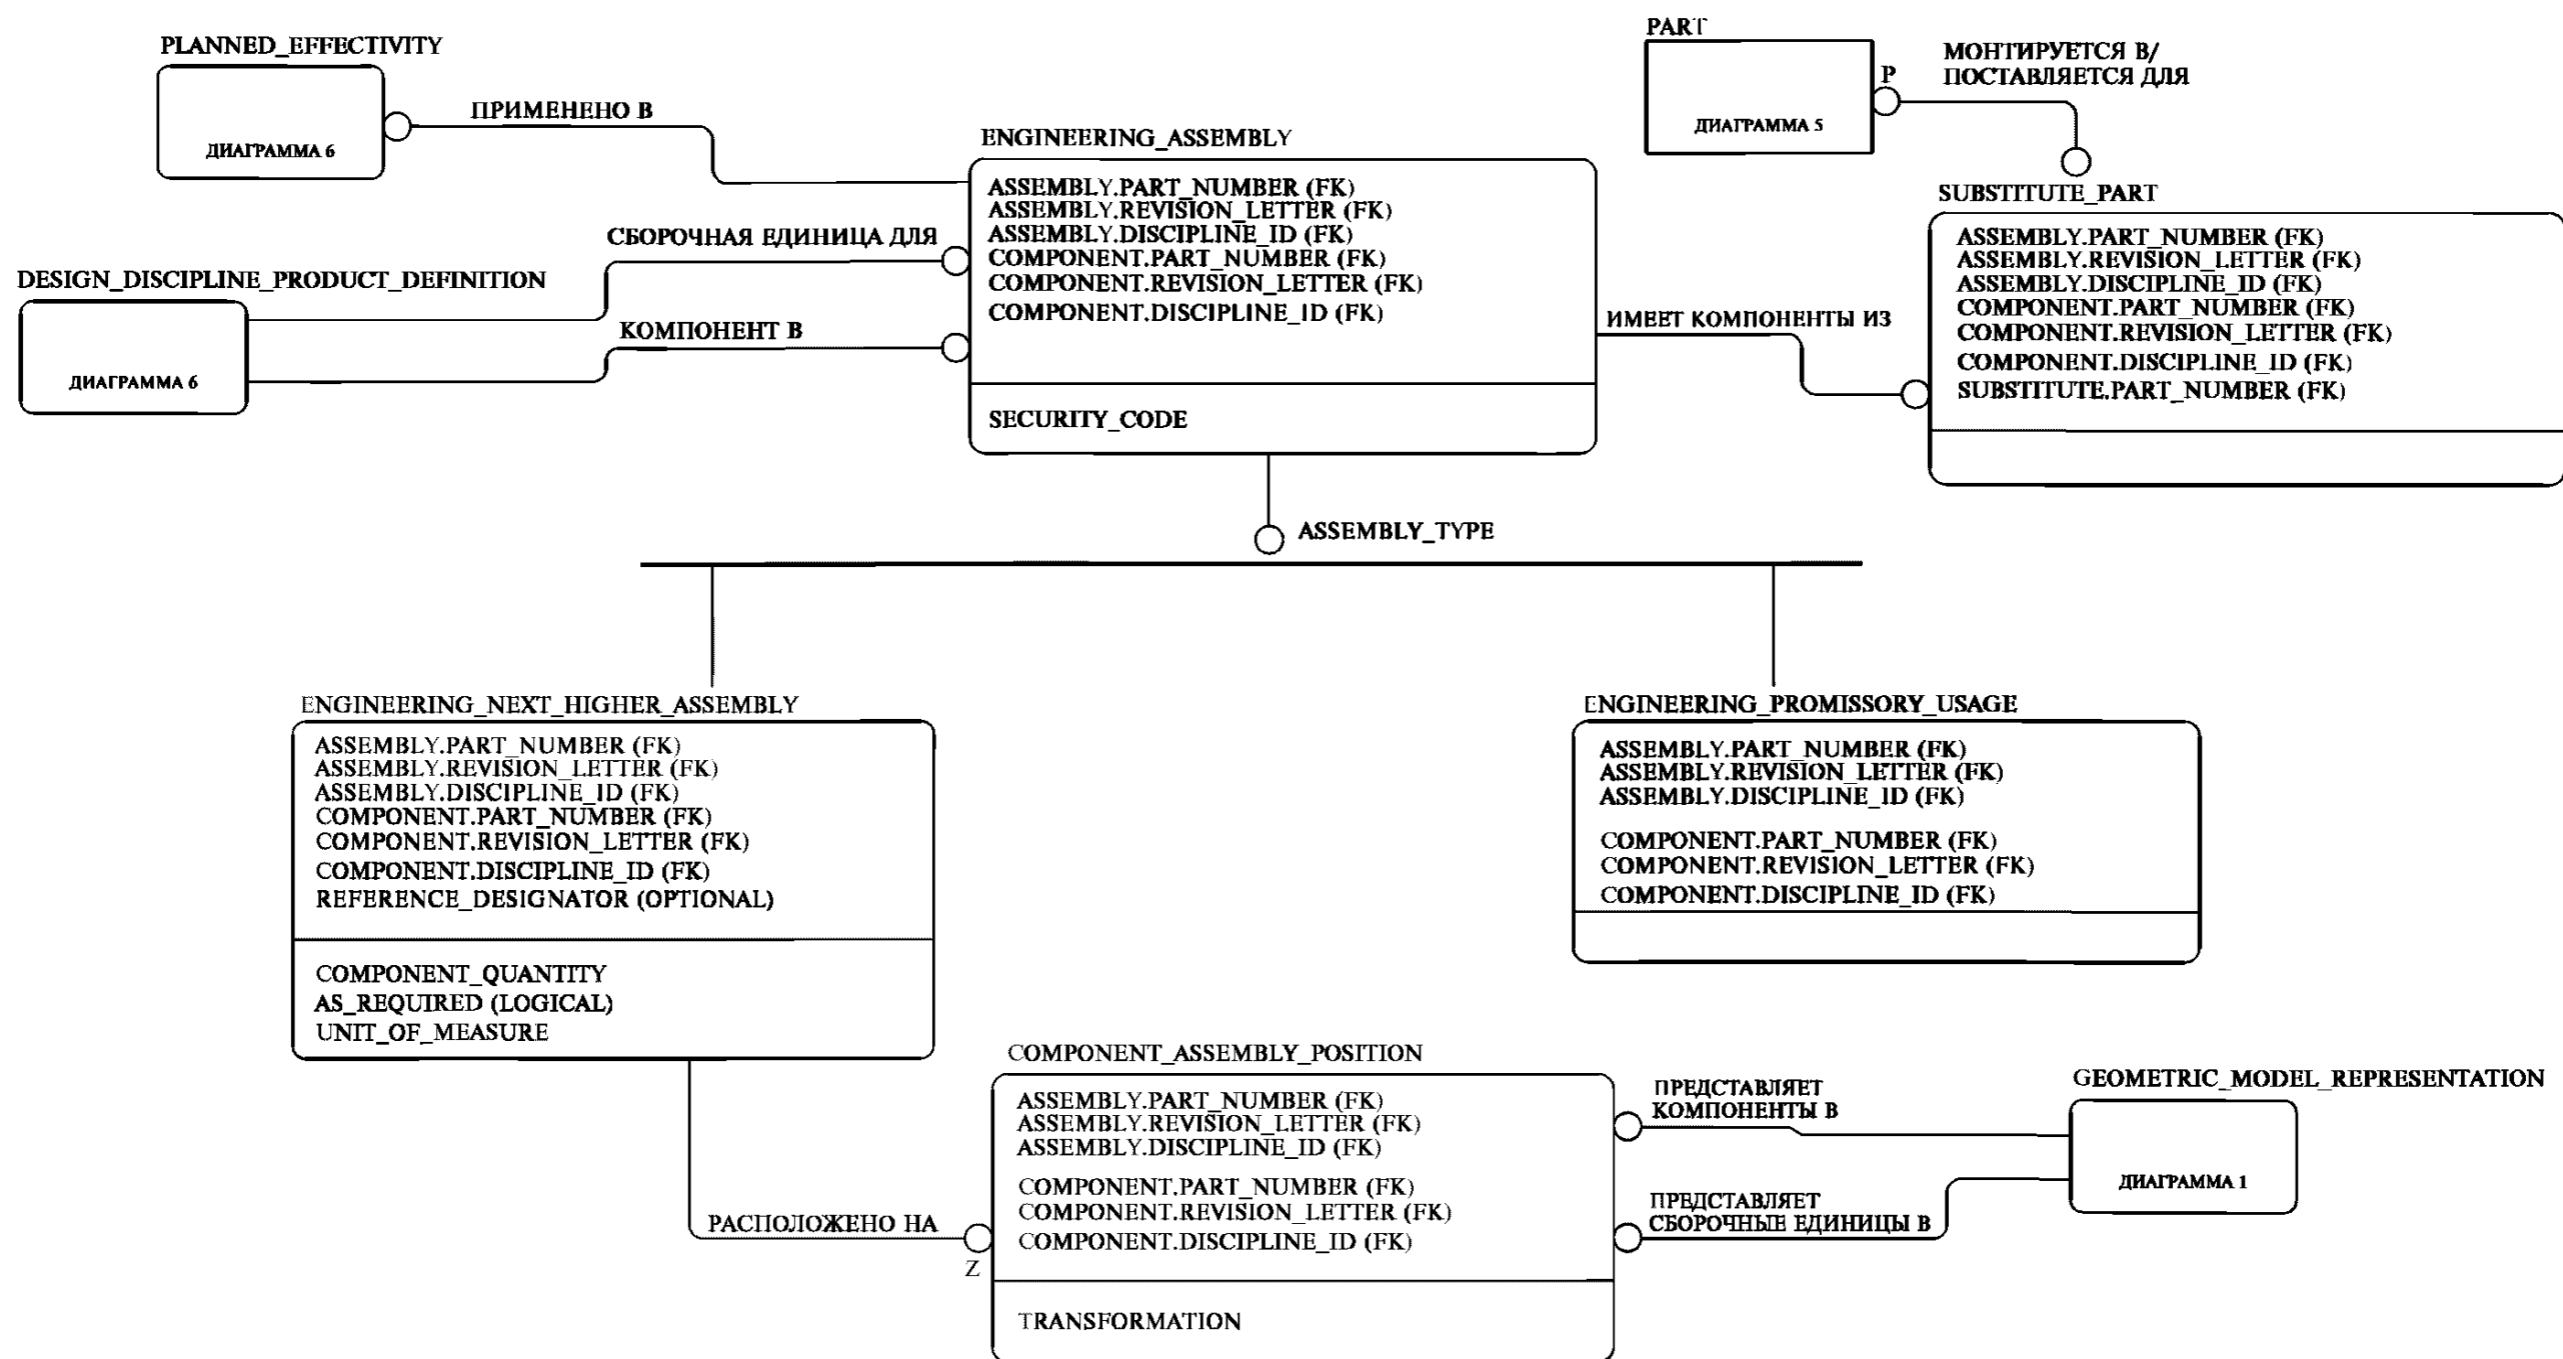 PLANNED_EFFECTIVITY
ДИАГРАММА 6
ПРИМЕНЕНО В
PART
ДИАГРАММА 5
P
МОНТИРУЕТСЯ В/
ПОСТАВЛЯЕТСЯ ДЛЯ
ENGINEERING_ASSEMBLY
ASSEMBLY.PART_NUMBER (FK)
ASSEMBLY.REVISION_LETTER (FK)
ASSEMBLY.DISCIPLINE_ID (FK)
COMPONENT.PART_NUMBER (FK)
COMPONENT.REVISION_LETTER (FK)
COMPONENT.DISCIPLINE_ID (FK)
SECURITY_CODE
СБОРОЧНАЯ ЕДИНИЦА ДЛЯ
DESIGN_DISCIPLINE_PRODUCT_DEFINITION
ДИАГРАММА 6
КОМПОНЕНТ В
ИМЕЕТ КОМПОНЕНТЫ ИЗ
SUBSTITUTE_PART
ASSEMBLY.PART_NUMBER (FK)
ASSEMBLY.REVISION_LETTER (FK)
ASSEMBLY.DISCIPLINE_ID (FK)
COMPONENT.PART_NUMBER (FK)
COMPONENT.REVISION_LETTER (FK)
COMPONENT.DISCIPLINE_ID (FK)
SUBSTITUTE.PART_NUMBER (FK)
ASSEMBLY_TYPE
ENGINEERING_NEXT_HIGHER_ASSEMBLY
ASSEMBLY.PART_NUMBER (FK)
ASSEMBLY.REVISION_LETTER (FK)
ASSEMBLY.DISCIPLINE_ID (FK)
COMPONENT.PART_NUMBER (FK)
COMPONENT.REVISION_LETTER (FK)
COMPONENT.DISCIPLINE_ID (FK)
REFERENCE_DESIGNATOR (OPTIONAL)
COMPONENT_QUANTITY
AS_REQUIRED (LOGICAL)
UNIT_OF_MEASURE
ENGINEERING_PROMISSORY_USAGE
ASSEMBLY.PART_NUMBER (FK)
ASSEMBLY.REVISION_LETTER (FK)
ASSEMBLY.DISCIPLINE_ID (FK)
COMPONENT.PART_NUMBER (FK)
COMPONENT.REVISION_LETTER (FK)
COMPONENT.DISCIPLINE_ID (FK)
РАСПОЛОЖЕНО НА
Z
COMPONENT_ASSEMBLY_POSITION
ASSEMBLY.PART_NUMBER (FK)
ASSEMBLY.REVISION_LETTER (FK)
ASSEMBLY.DISCIPLINE_ID (FK)
COMPONENT.PART_NUMBER (FK)
COMPONENT.REVISION_LETTER (FK)
COMPONENT.DISCIPLINE_ID (FK)
TRANSFORMATION
ПРЕДСТАВЛЯЕТ
КОМПОНЕНТЫ В
ПРЕДСТАВЛЯЕТ
СБОРОЧНЫЕ ЕДИНИЦЫ В
GEOMETRIC_MODEL_REPRESENTATION
ДИАГРАММА 1